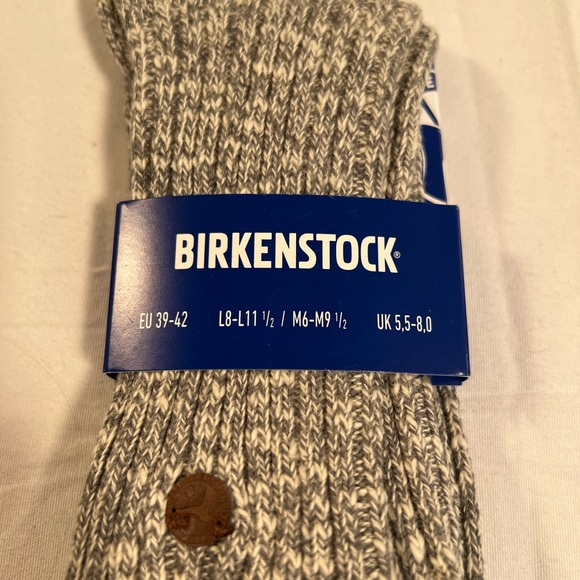 BIRKENSTOCK®
EU 39-42 L8-L11 1/2 / M6-M9 1/2 UK 5,5-8,0